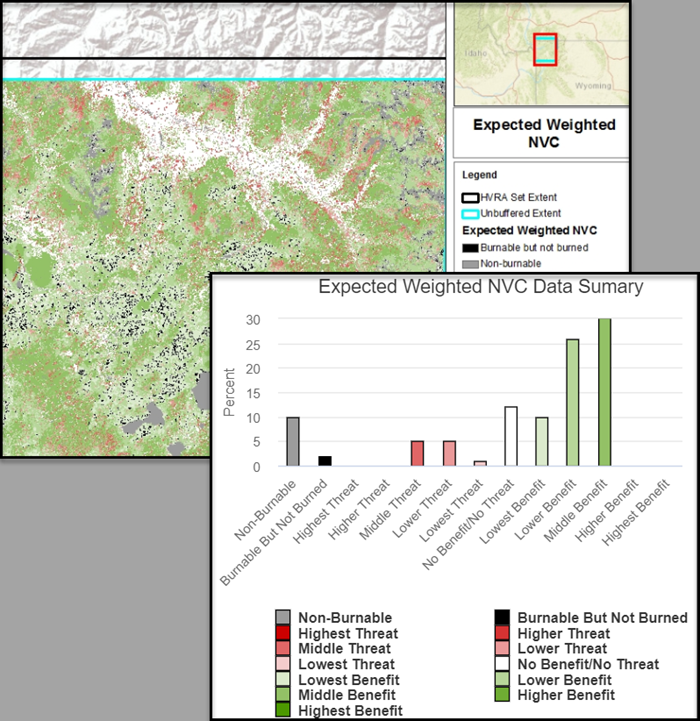 Idaho
Wyoming
Expected Weighted
NVC
Legend
HVRA Set Extent
Unbuffered Extent
Expected Weighted NVC
Burnable but not burned
Non-burnable
Expected Weighted NVC Data Sumary
Percent
30
25
20
15
10
5
0
Non-Burnable
Burnable But Not Burned
Highest Threat
Higher Threat
Middle Threat
Lower Threat
Lowest Threat
No Benefit/No Threat
Lowest Benefit
Lower Benefit
Middle Benefit
Higher Benefit
Highest Benefit
Non-Burnable
Burnable But Not Burned
Highest Threat
Higher Threat
Middle Threat
Lower Threat
Lowest Threat
No Benefit/No Threat
Lowest Benefit
Lower Benefit
Middle Benefit
Higher Benefit
Highest Benefit